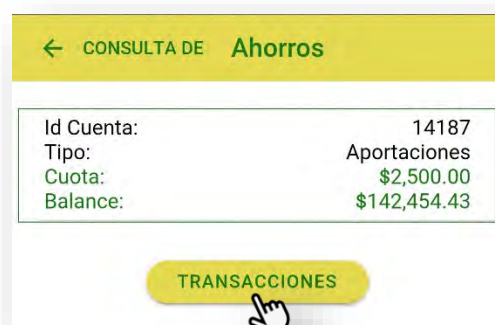 ← CONSULTA DE Ahorros
Id Cuenta: 14187
Tipo: Aportaciones
Cuota: $2,500.00
Balance: $142,454.43
TRANSACCIONES